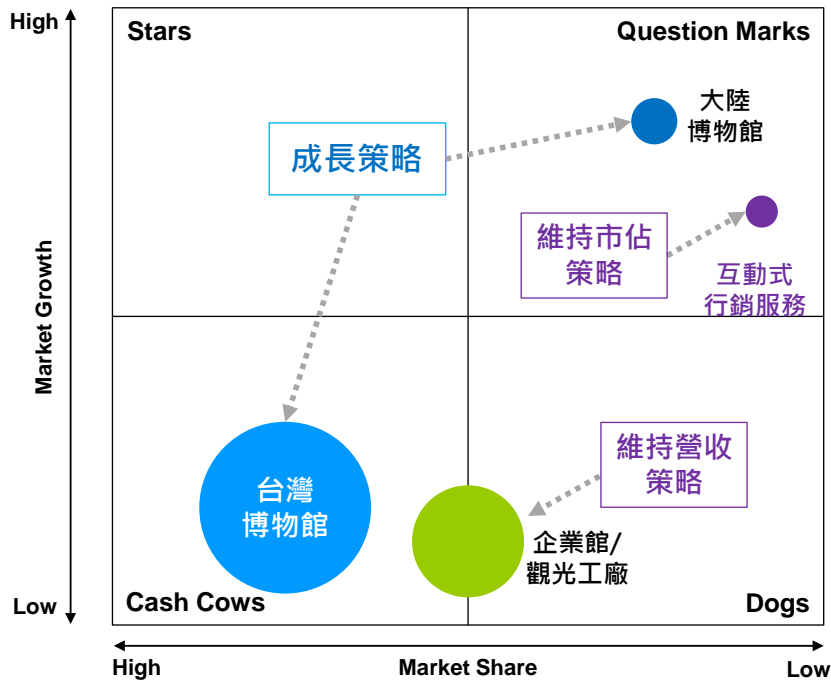 High
Stars
Question Marks
大陸
博物館
成長策略
維持市佔
策略
互動式
行銷服務
Market Growth
台灣
博物館
維持營收
策略
企業館/
觀光工廠
Low
Cash Cows
Dogs
High
Market Share
Low